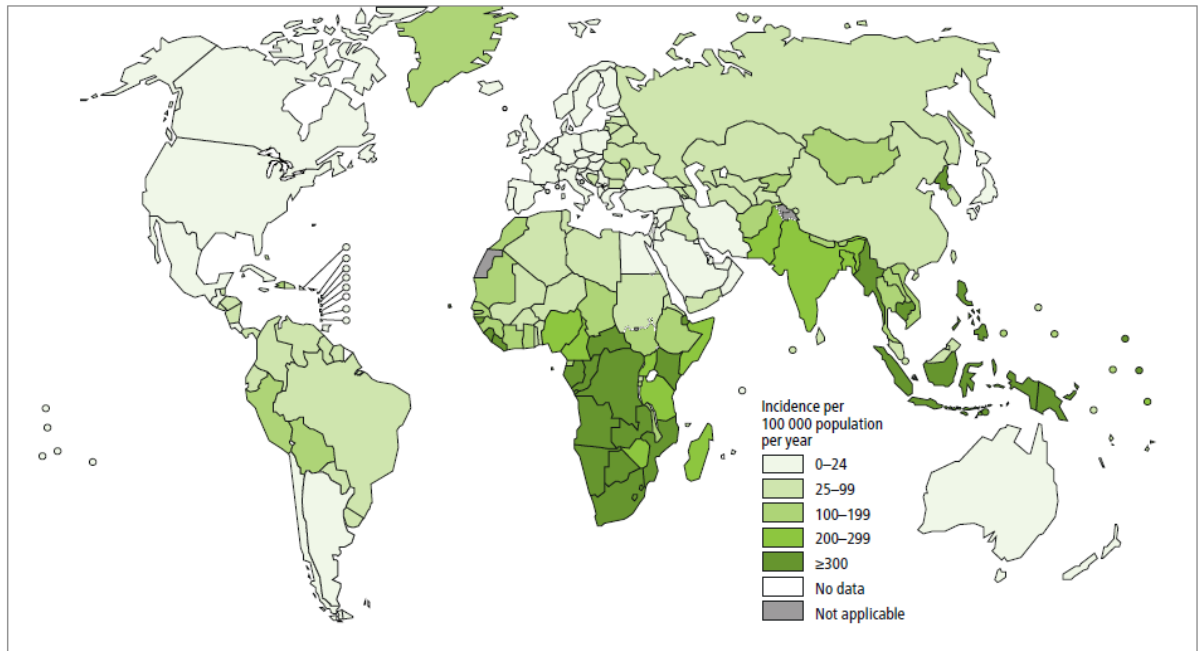 Incidence per
100 000 population
per year
0–24
25–99
100–199
200–299
≥300
No data
Not applicable